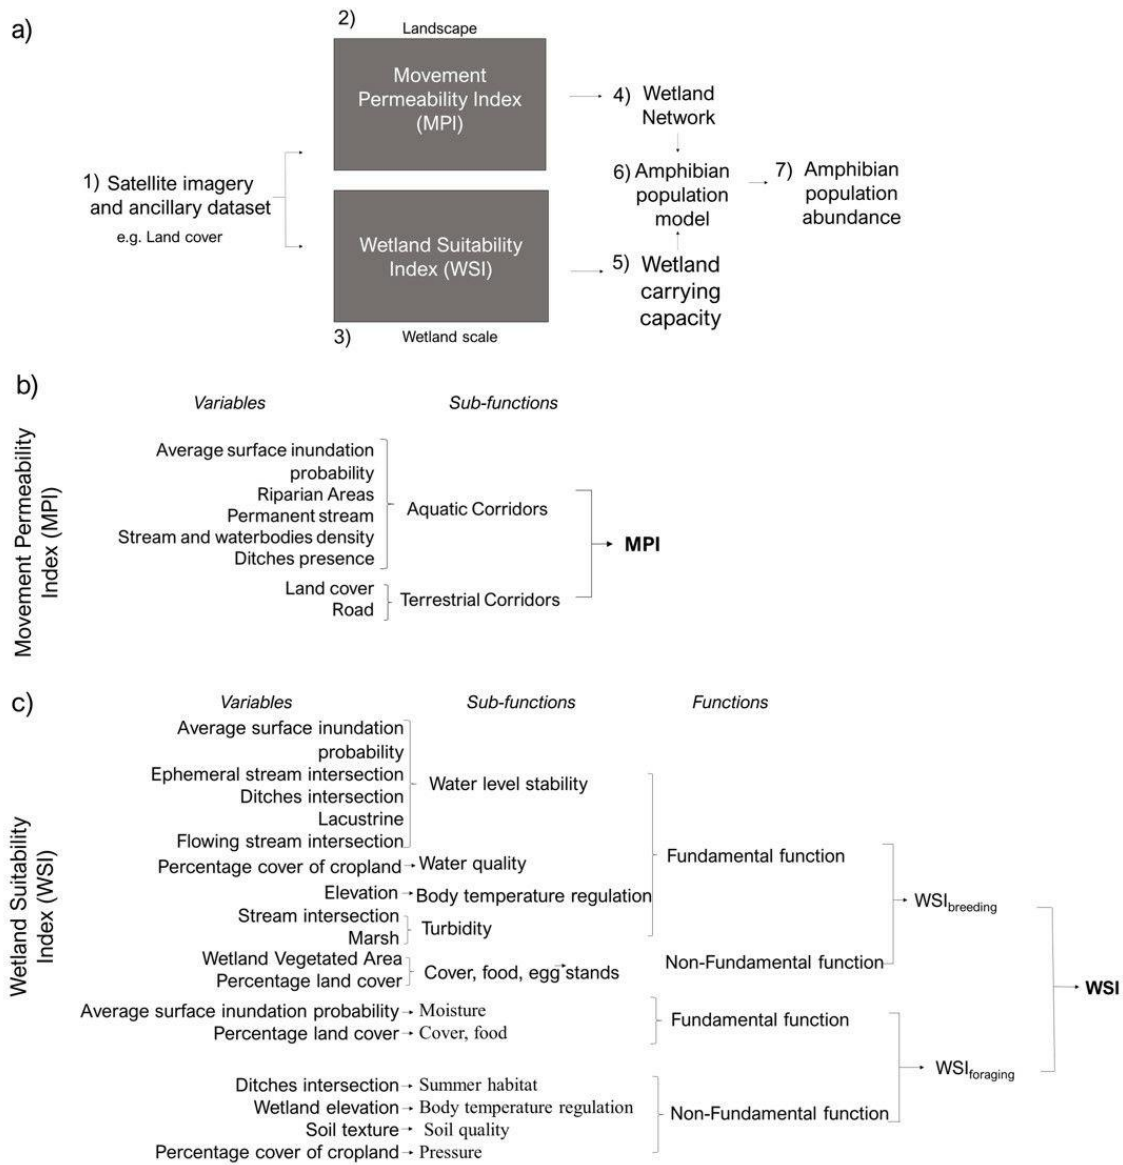 a)
2)
Landscape
Movement
Permeability Index
(MPI)
4) Wetland
Network
1) Satellite imagery
and ancillary dataset
e.g. Land cover
6) Amphibian
population
model
7) Amphibian
population
abundance
Wetland Suitability
Index (WSI)
5) Wetland
carrying
capacity
3)
Wetland scale
b)
Movement Permeability
Index (MPI)
Variables
Sub-functions
Average surface inundation
probability
Riparian Areas
Permanent stream
Stream and waterbodies density
Ditches presence
Aquatic Corridors
Land cover
Road
Terrestrial Corridors
MPI
c)
Wetland Suitability
Index (WSI)
Variables
Sub-functions
Functions
Average surface inundation
probability
Ephemeral stream intersection
Ditches intersection
Lacustrine
Flowing stream intersection
Water level stability
Percentage cover of cropland → Water quality
Elevation → Body temperature regulation
Stream intersection
Marsh
Turbidity
Fundamental function
Wetland Vegetated Area
Percentage land cover
Cover, food, egg stands →
Non-Fundamental function
WSIbreeding
Average surface inundation probability → Moisture
Percentage land cover → Cover, food
Fundamental function
Ditches intersection → Summer habitat
Wetland elevation → Body temperature regulation
Soil texture → Soil quality
Percentage cover of cropland → Pressure
Non-Fundamental function
WSIforaging
WSI